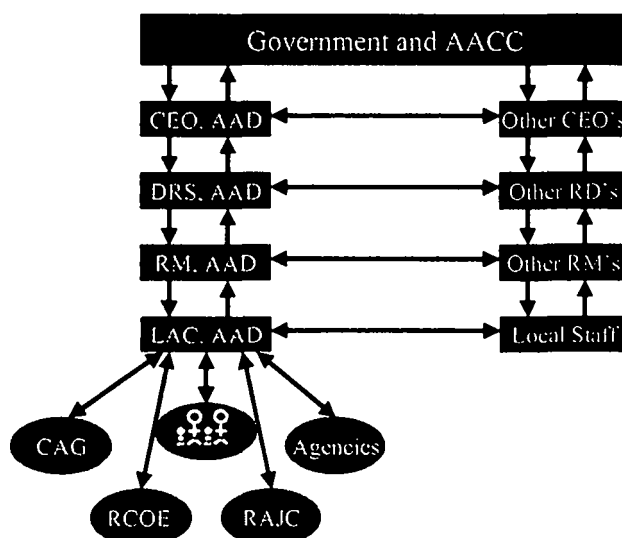 Government and AACC
CEO, AAD
Other CEO's
DRS, AAD
Other RD's
RM, AAD
Other RM's
LAC, AAD
Local Staff
CAG
Agencies
RCOE
RAJC